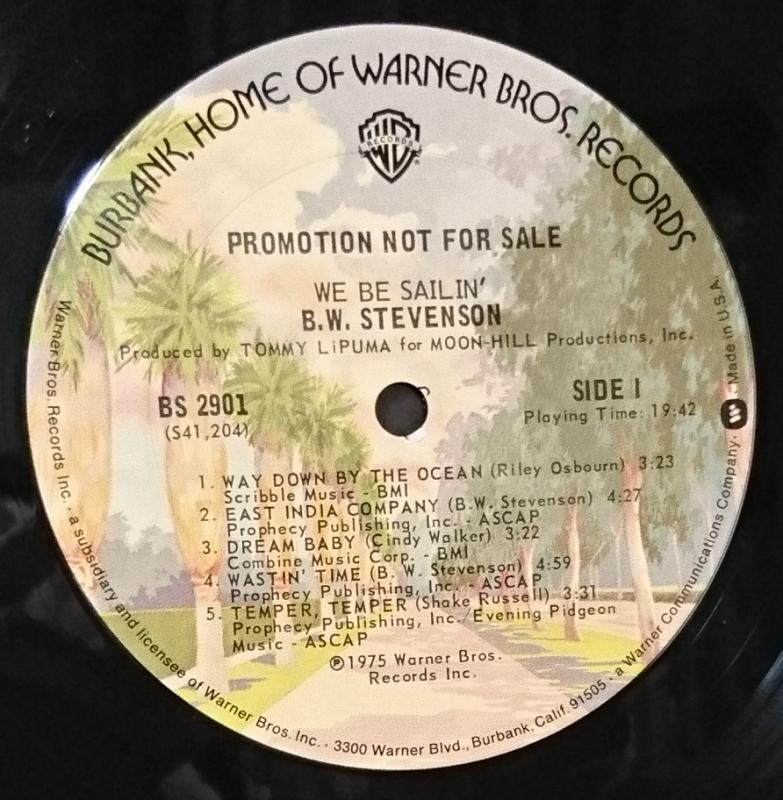 BURBANK, HOME OF WARNER BROS. RECORDS
RECORDS
PROMOTION NOT FOR SALE
WE BE SAILIN'
B.W. STEVENSON
Produced by TOMMY LiPUMA for MOON-HILL Productions, Inc.
BS 2901
(S41,204)
SIDE 1
Playing Time: 19:42
1. WAY DOWN BY THE OCEAN (Riley Osbourn) 3:23
Scribble Music - BMI
2. EAST INDIA COMPANY (B.W. Stevenson) 4:27
Prophecy Publishing, Inc. - ASCAP
3. DREAM BABY (Cindy Walker) 3:22
Combine Music Corp. - BMI
4. WASTIN' TIME (B. W. Stevenson) 4:59
Prophecy Publishing, Inc. - ASCAP
5. TEMPER, TEMPER (Shake Russell) 3:31
Prophecy Publishing, Inc./Evening Pidgeon
Music - ASCAP
℗1975 Warner Bros.
Records Inc.
Warner Bros. Records Inc. · a subsidiary and licensee of Warner Bros. Inc. · 3300 Warner Blvd., Burbank, Calif. 91505 · a Warner Communications Company. Made in U.S.A.